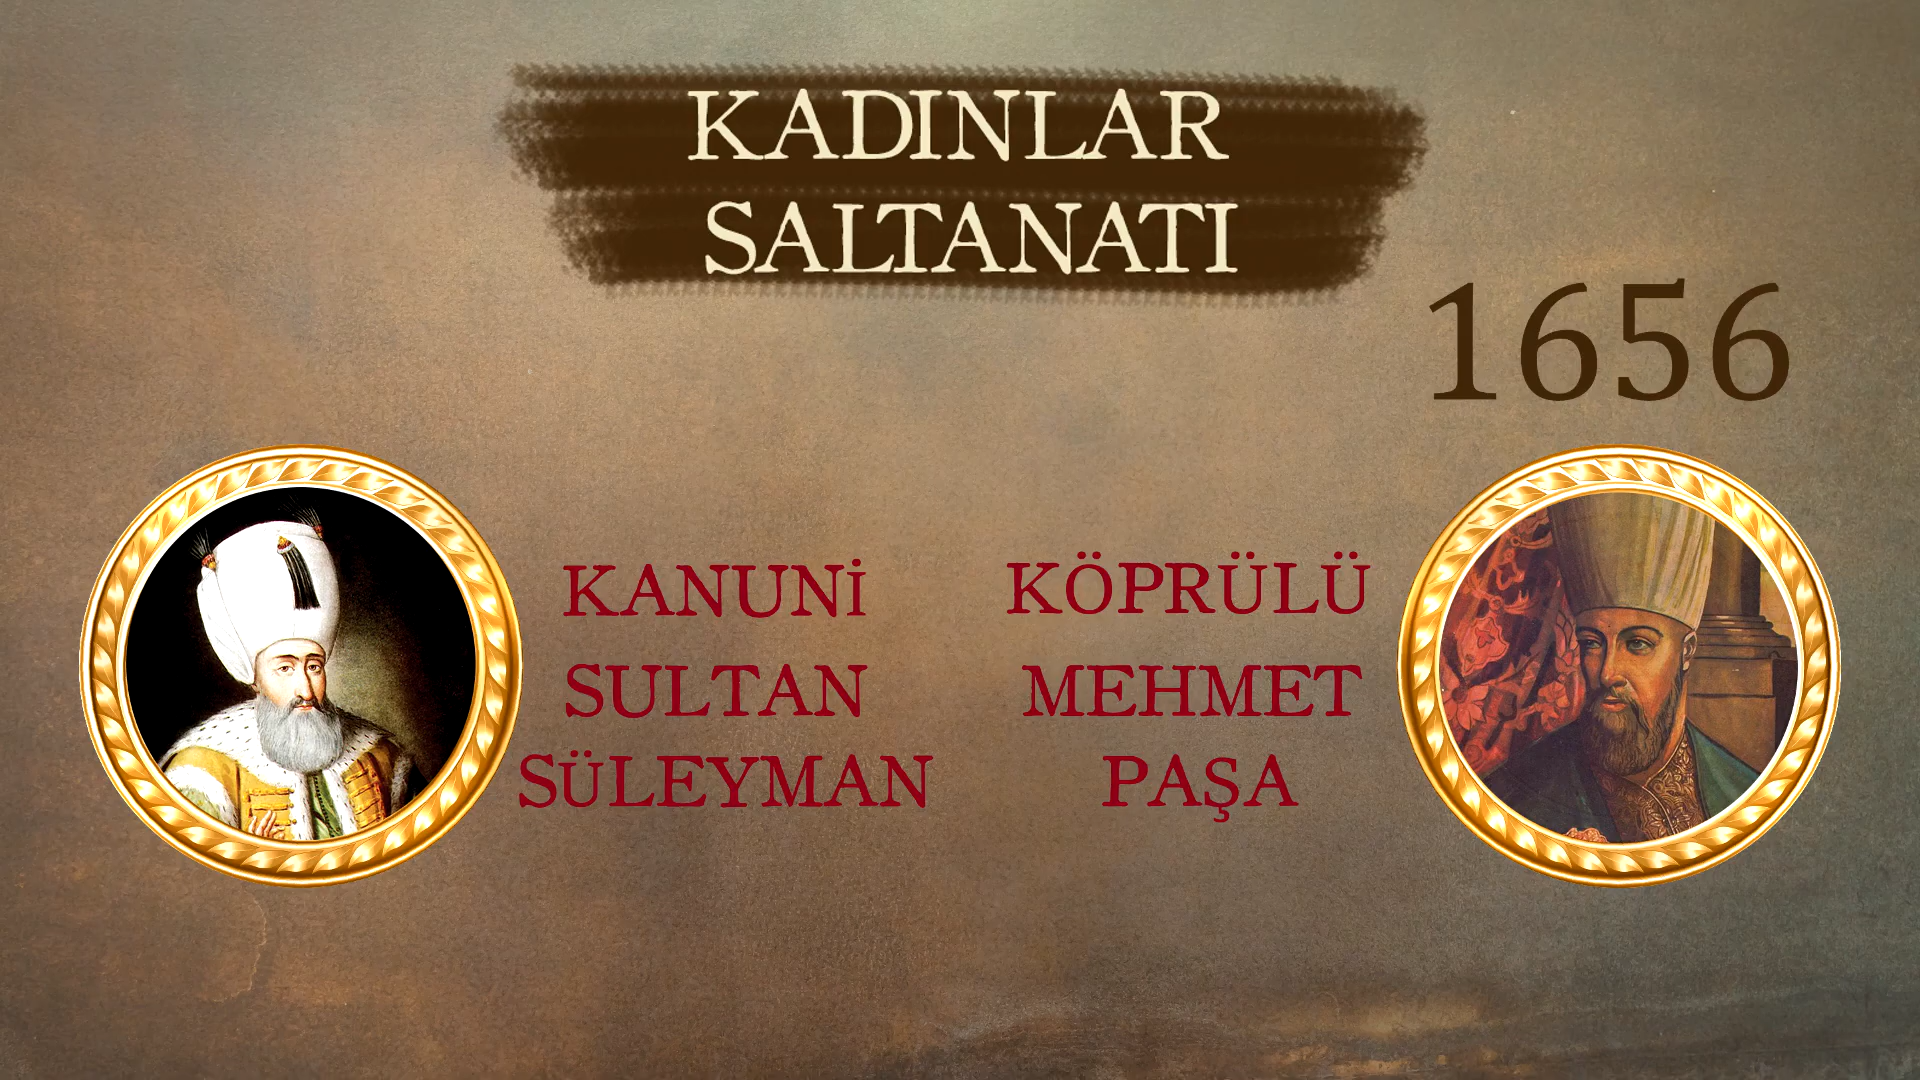 KADINLAR
SALTANATI
1656
KANUNİ
SULTAN
SÜLEYMAN
KÖPRÜLÜ
MEHMET
PAŞA